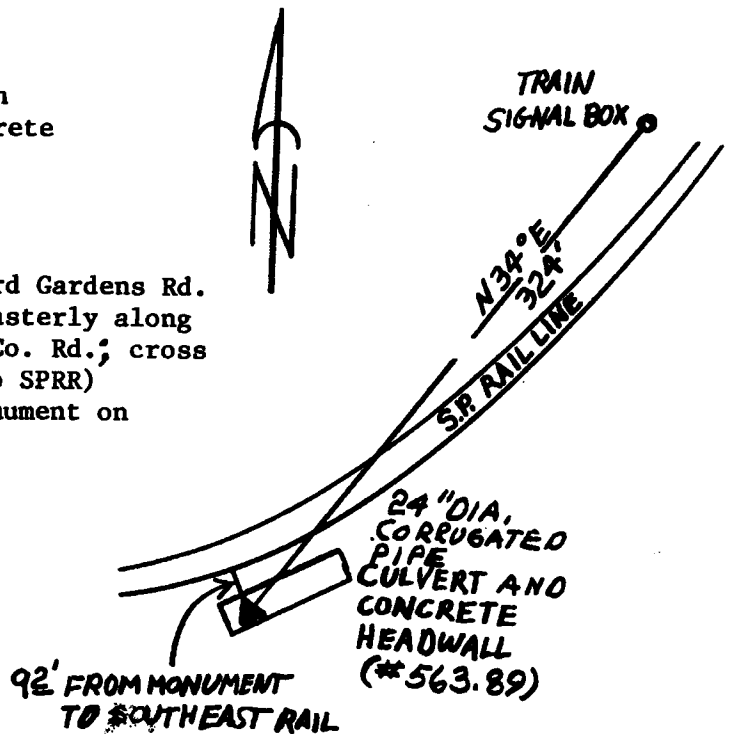 n
rete
rd Gardens Rd.
asterly along
Co. Rd.; cross
o SPRR)
ument on
N
TRAIN
SIGNAL BOX
N34°E
324'
S.P. RAIL LINE
24"DIA.
CORRUGATED
PIPE
CULVERT AND
CONCRETE
HEADWALL
(#563.89)
92' FROM MONUMENT
TO SOUTHEAST RAIL